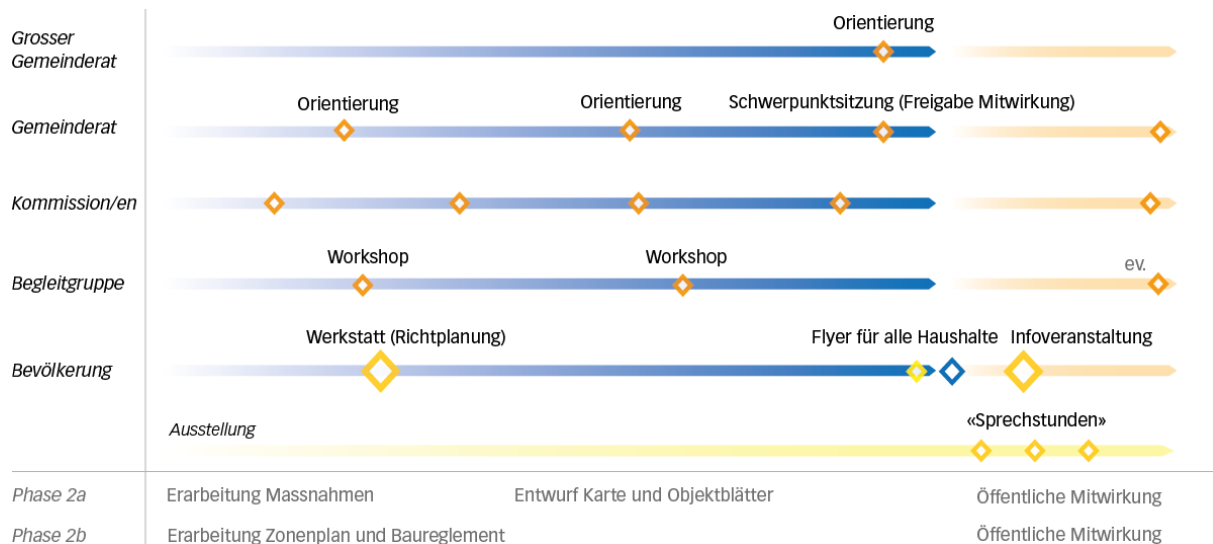 Grosser
Gemeinderat
Orientierung
Gemeinderat
Orientierung
Orientierung
Schwerpunktsitzung (Freigabe Mitwirkung)
Kommission/en
Begleitgruppe
Workshop
Workshop
ev.
Bevölkerung
Werkstatt (Richtplanung)
Flyer für alle Haushalte
Infoveranstaltung
Ausstellung
«Sprechstunden»
Phase 2a
Erarbeitung Massnahmen
Entwurf Karte und Objektblätter
Öffentliche Mitwirkung
Phase 2b
Erarbeitung Zonenplan und Baureglement
Öffentliche Mitwirkung